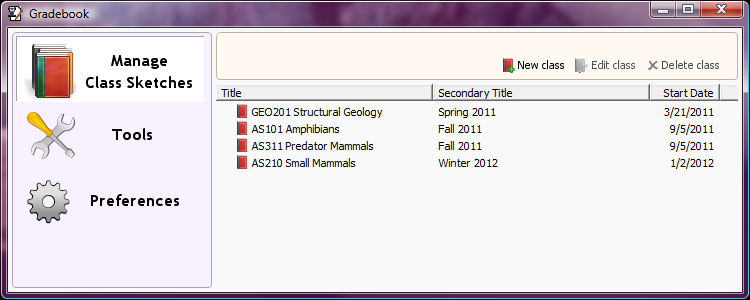 Gradebook
Manage
Class Sketches
Tools
Preferences
New class Edit class Delete class
Title Secondary Title Start Date
GEO201 Structural Geology Spring 2011 3/21/2011
AS101 Amphibians Fall 2011 9/5/2011
AS311 Predator Mammals Fall 2011 9/5/2011
AS210 Small Mammals Winter 2012 1/2/2012